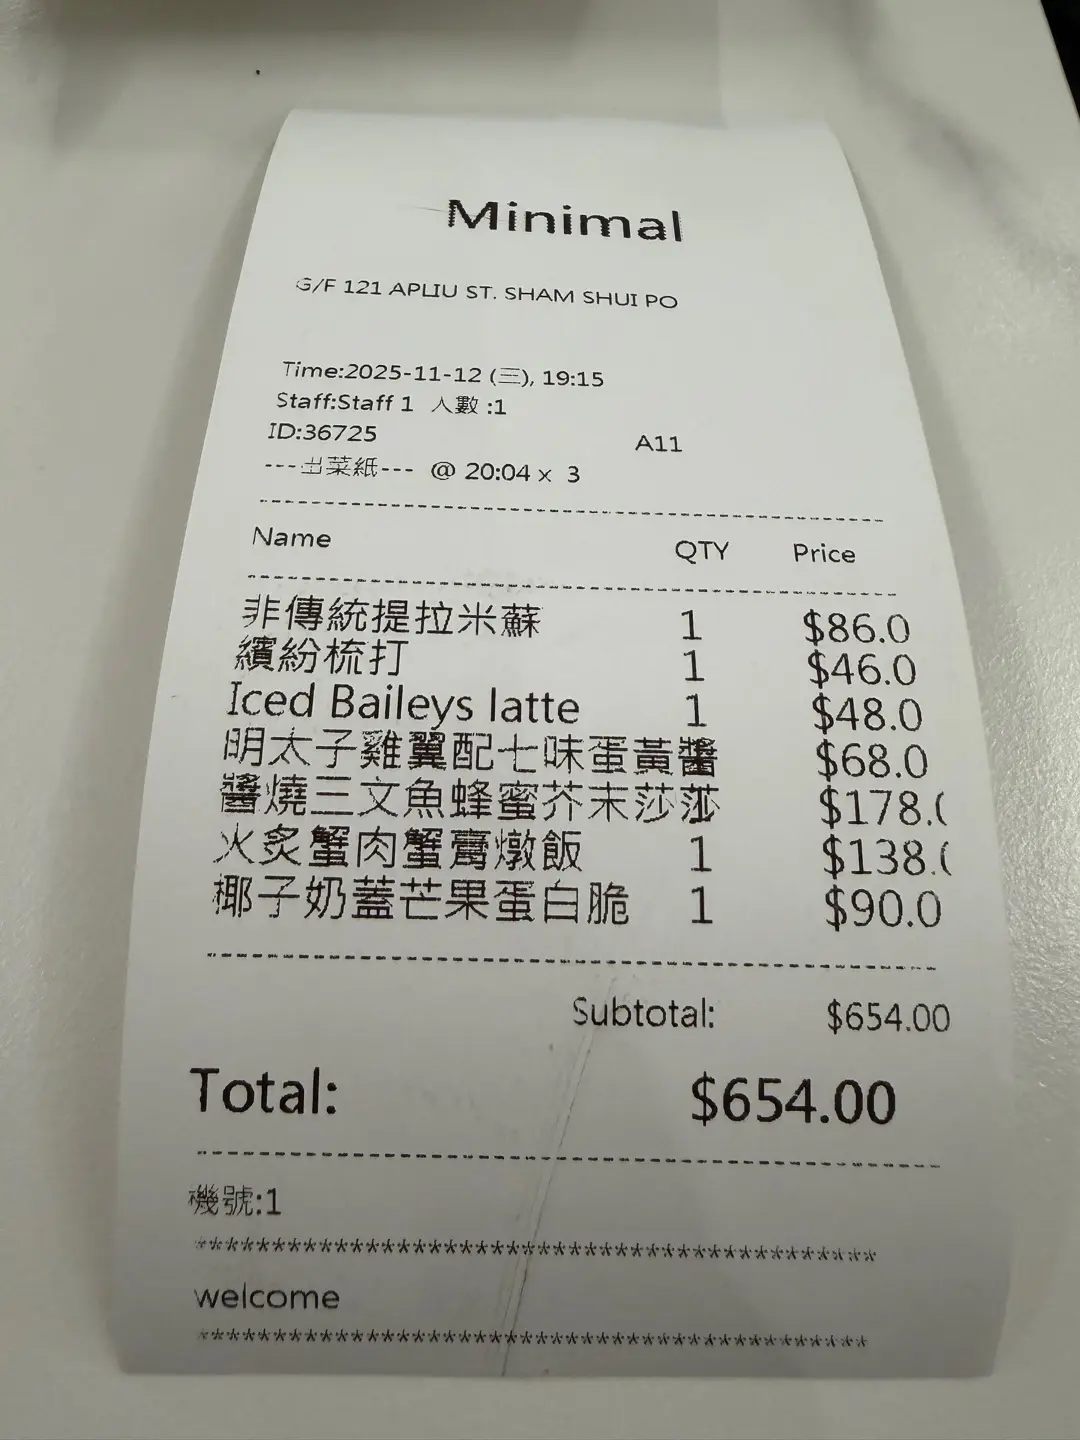 Minimal
G/F 121 APLIU ST. SHAM SHUI PO
Time:2025-11-12 (三), 19:15
Staff:Staff 1 人數 :1
ID:36725 A11
---出菜紙--- @ 20:04 x 3
Name QTY Price
非傳統提拉米蘇 1 $86.0
繽紛梳打 1 $46.0
Iced Baileys latte 1 $48.0
明太子雞翼配七味蛋黃醬 $68.0
醬燒三文魚蜂蜜芥末莎莎 $178.(
火炙蟹肉蟹膏燉飯 1 $138.(
椰子奶蓋芒果蛋白脆 1 $90.0
Subtotal: $654.00
Total: $654.00
機號:1
********************************************
welcome
********************************************